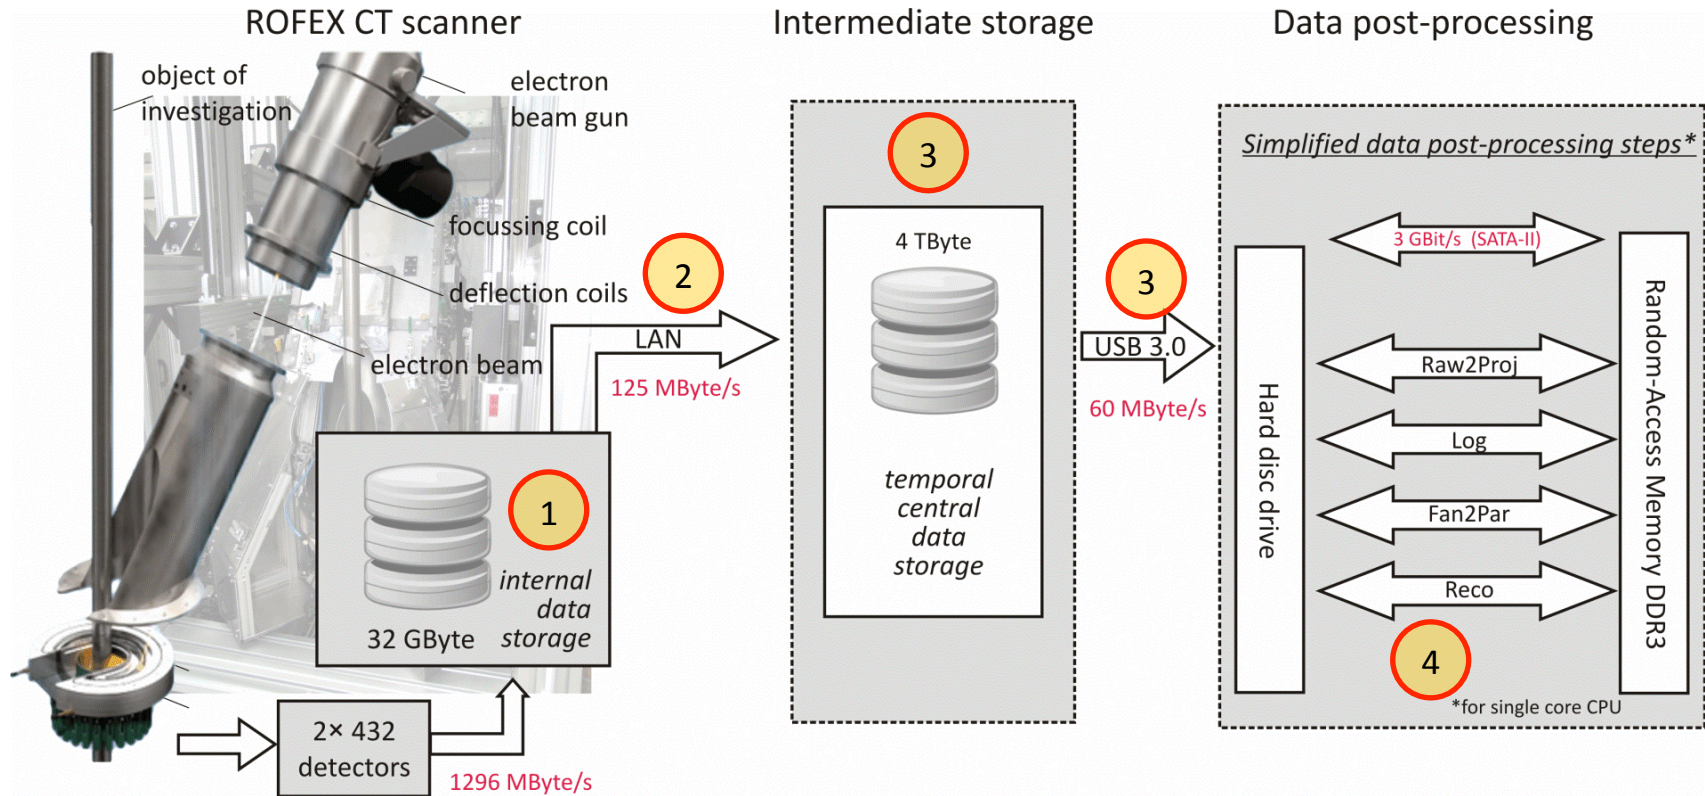 ROFEX CT scanner
Intermediate storage
Data post-processing
object of
investigation
electron
beam gun
focussing coil
deflection coils
electron beam
1
32 GByte
internal
data
storage
2× 432
detectors
1296 MByte/s
2
LAN
125 MByte/s
3
4 TByte
temporal
central
data
storage
3
USB 3.0
60 MByte/s
Simplified data post-processing steps*
3 GBit/s (SATA-II)
Hard disc drive
Raw2Proj
Log
Fan2Par
Reco
Random-Access Memory DDR3
4
*for single core CPU